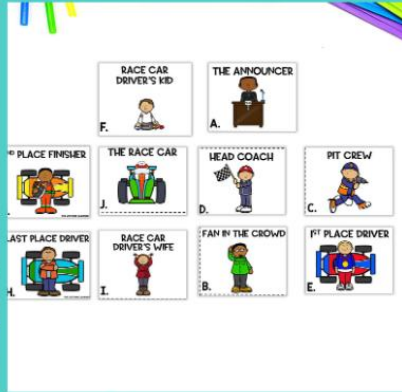 RACE CAR
DRIVER'S KID
F.
THE ANNOUNCER
A.
PLACE FINISHER
THE RACE CAR
J.
HEAD COACH
D.
PIT CREW
C.
LAST PLACE DRIVER
H.
RACE CAR
DRIVER'S WIFE
I.
FAN IN THE CROWD
B.
1ST PLACE DRIVER
E.